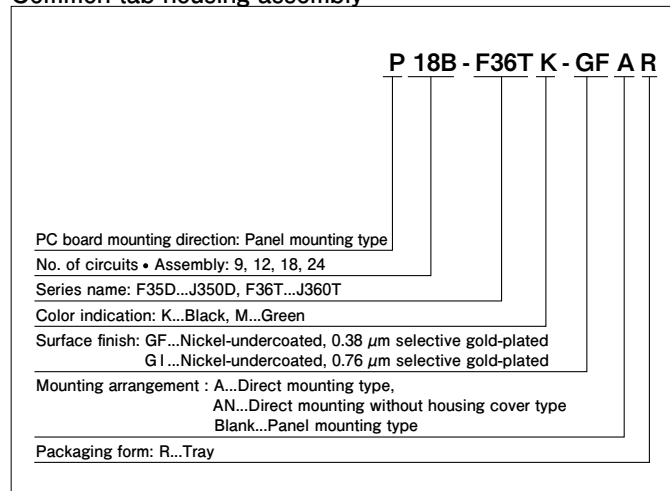 Common tab housing assembly
P 18B - F36T K - GF A R
PC board mounting direction: Panel mounting type
No. of circuits • Assembly: 9, 12, 18, 24
Series name: F35D...J350D, F36T...J360T
Color indication: K...Black, M...Green
Surface finish: GF...Nickel-undercoated, 0.38 µm selective gold-plated
G I ...Nickel-undercoated, 0.76 µm selective gold-plated
Mounting arrangement : A...Direct mounting type,
AN...Direct mounting without housing cover type
Blank...Panel mounting type
Packaging form: R...Tray